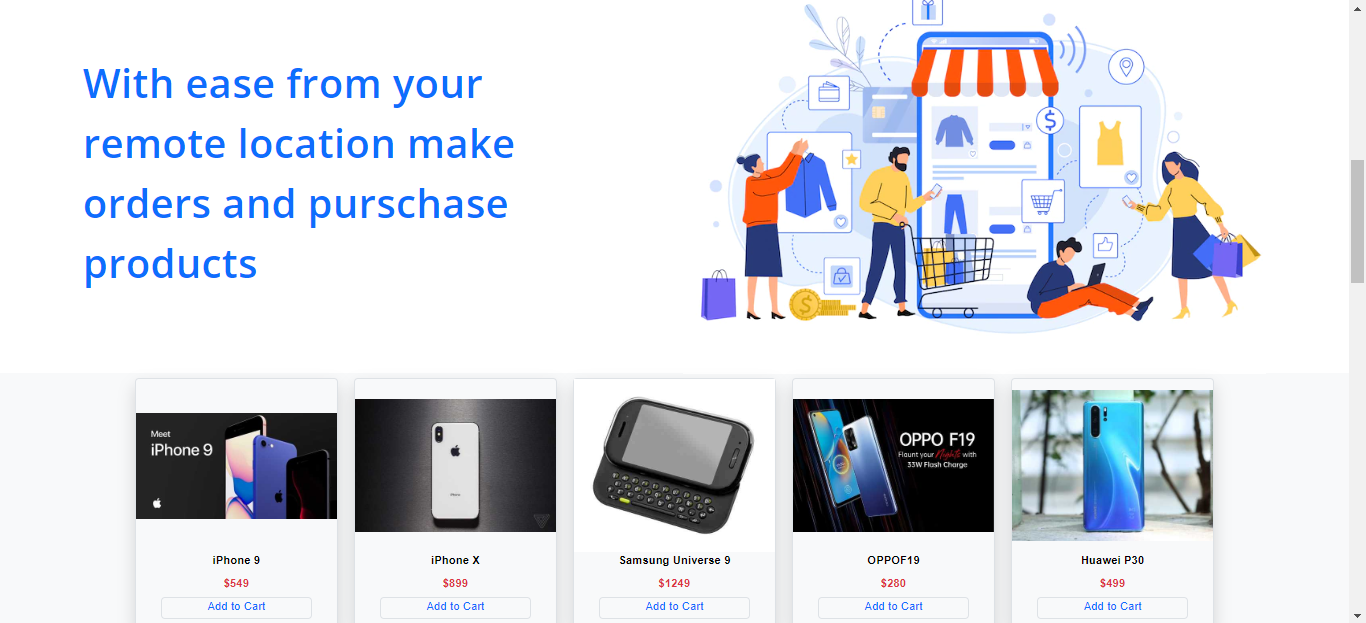 With ease from your
remote location make
orders and purschase
products
Meet
iPhone 9
OPPO F19
Flaunt your Nights with
33W Flash Charge
iPhone 9
iPhone X
Samsung Universe 9
OPPOF19
Huawei P30
$549
$899
$1249
$280
$499
Add to Cart
Add to Cart
Add to Cart
Add to Cart
Add to Cart